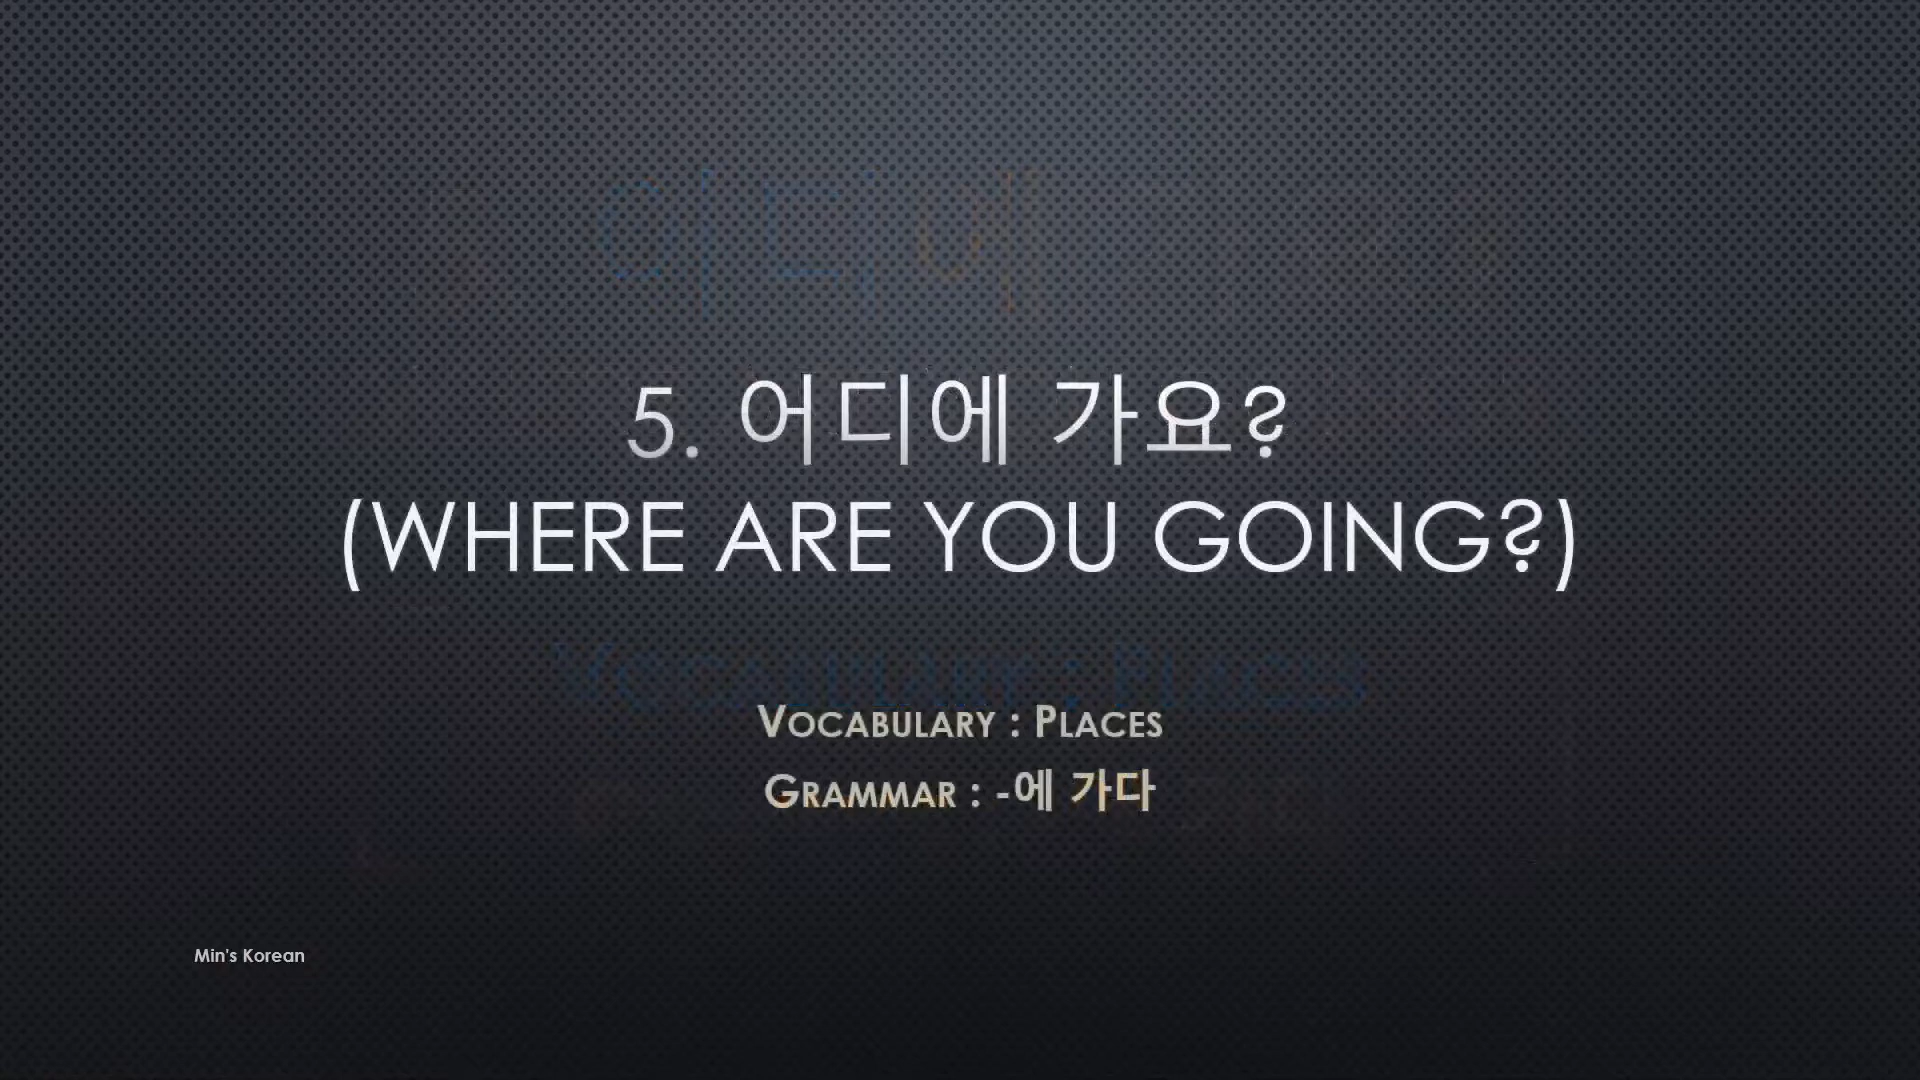 5. 어디에 가요?
(WHERE ARE YOU GOING?)
VOCABULARY : PLACES
GRAMMAR : -에 가다
Min's Korean